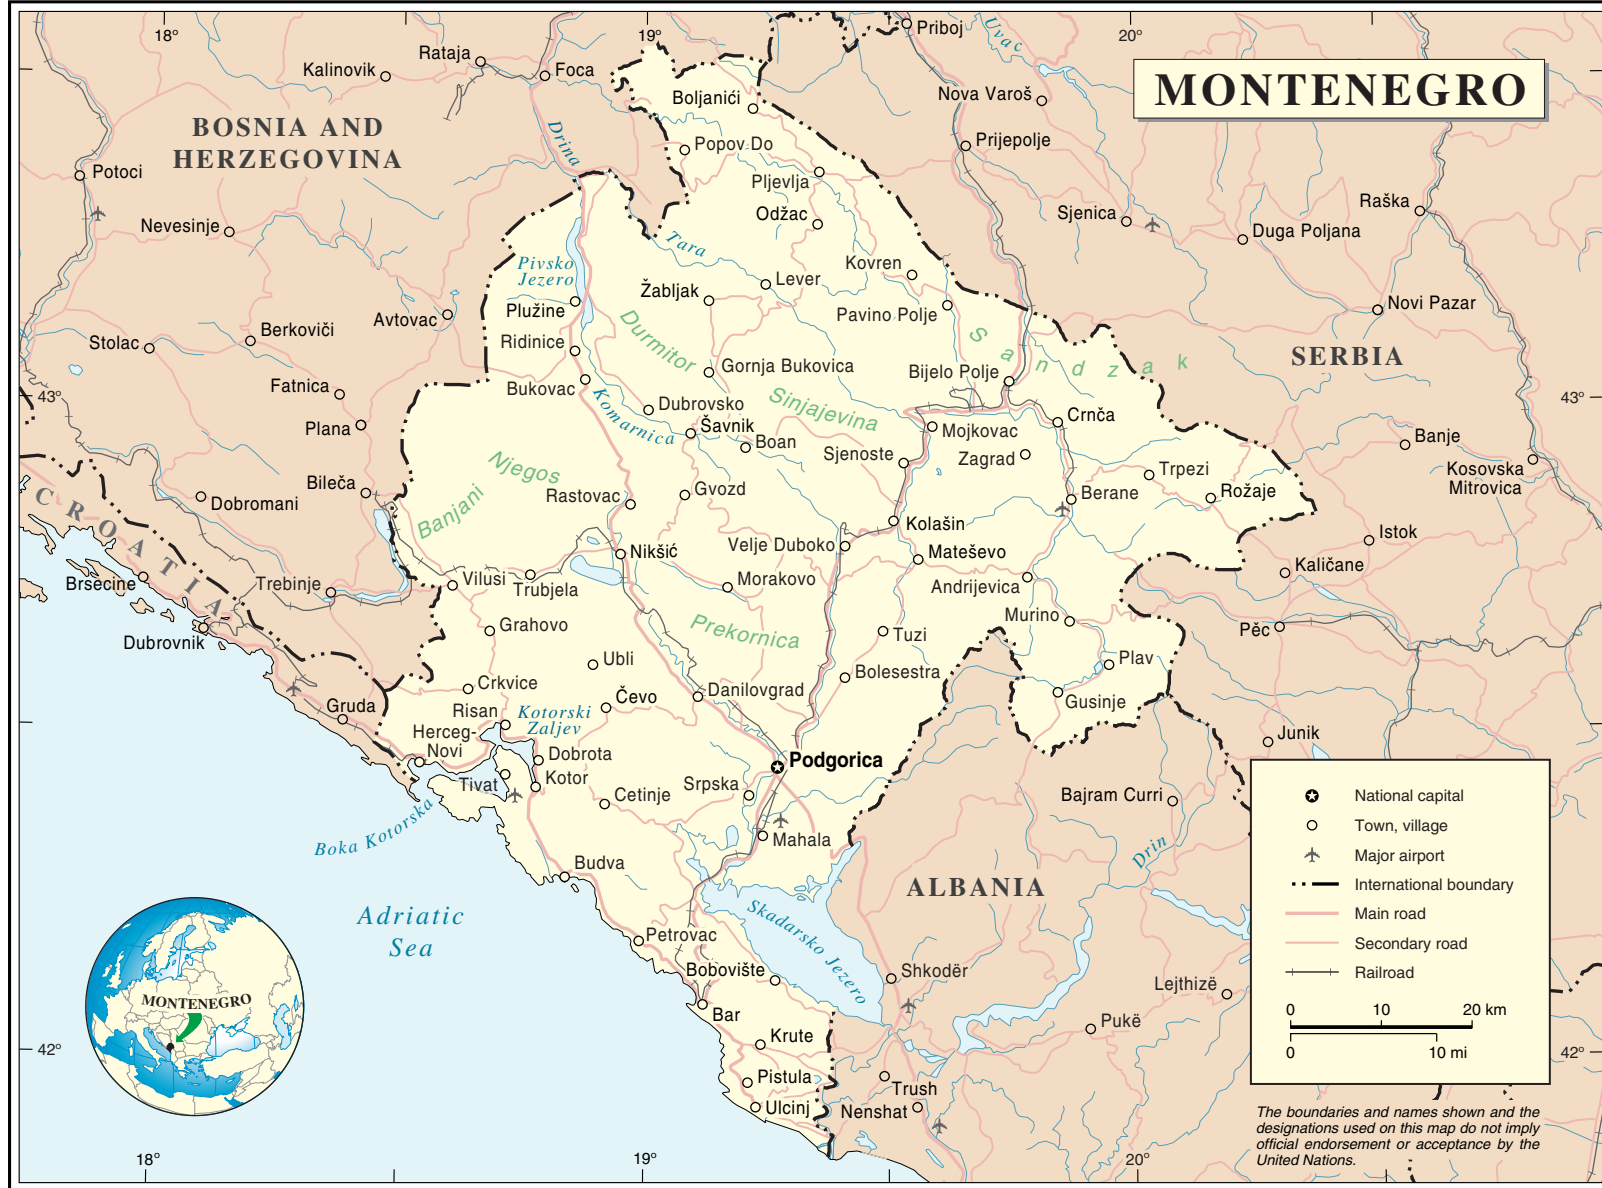 18°
19°
20°
MONTENEGRO
Priboj
Uvac
Rataja
Kalinovik
Foca
Boljanići
Nova Varoš
BOSNIA AND
HERZEGOVINA
Drina
Popov Do
Prijepolje
Potoci
Pljevlja
Raška
Odžac
Sjenica
Nevesinje
Duga Poljana
Tara
Pivsko
Jezero
Kovren
Lever
Žabljak
Novi Pazar
Plužine
Pavino Polje
Avtovac
Berkoviči
Durmitor
Sandzak
Stolac
Ridinice
SERBIA
Gornja Bukovica
Bijelo Polje
Fatnica
Bukovac
43°
43°
Komarnica
Dubrovsko
Sinjajevina
Crnča
Plana
Šavnik
Mojkovac
Banje
Boan
Sjenoste
Zagrad
Njegos
Trpezi
Kosovska
Mitrovica
Bileča
Rastovac
Gvozd
Berane
Rožaje
CROATIA
Dobromani
Banjani
Kolašin
Istok
Nikšić
Velje Duboko
Mateševo
Kaličane
Brsecine
Trebinje
Vilusi
Trubjela
Morakovo
Andrijevica
Murino
Dubrovnik
Grahovo
Prekornica
Tuzi
Pěc
Ubli
Plav
Bolesestra
Crkvice
Danilovgrad
Gusinje
Gruda
Risan
Kotorski
Zaljev
Čevo
Herceg-
Novi
Junik
Dobrota
Podgorica
Tivat
Kotor
Srpska
Cetinje
Bajram Curri
National capital
Boka Kotorska
Mahala
Town, village
Drin
Budva
Major airport
ALBANIA
International boundary
Adriatic
Sea
Skadarsko Jezero
Main road
Petrovac
Secondary road
Bobovište
Shkodër
Railroad
Lejthizë
MONTENEGRO
Bar
0 10 20 km
Pukë
Krute
0 10 mi
42°
42°
Pistula
Trush
Ulcinj
Nenshat
The boundaries and names shown and the
designations used on this map do not imply
official endorsement or acceptance by the
United Nations.
18°
19°
20°